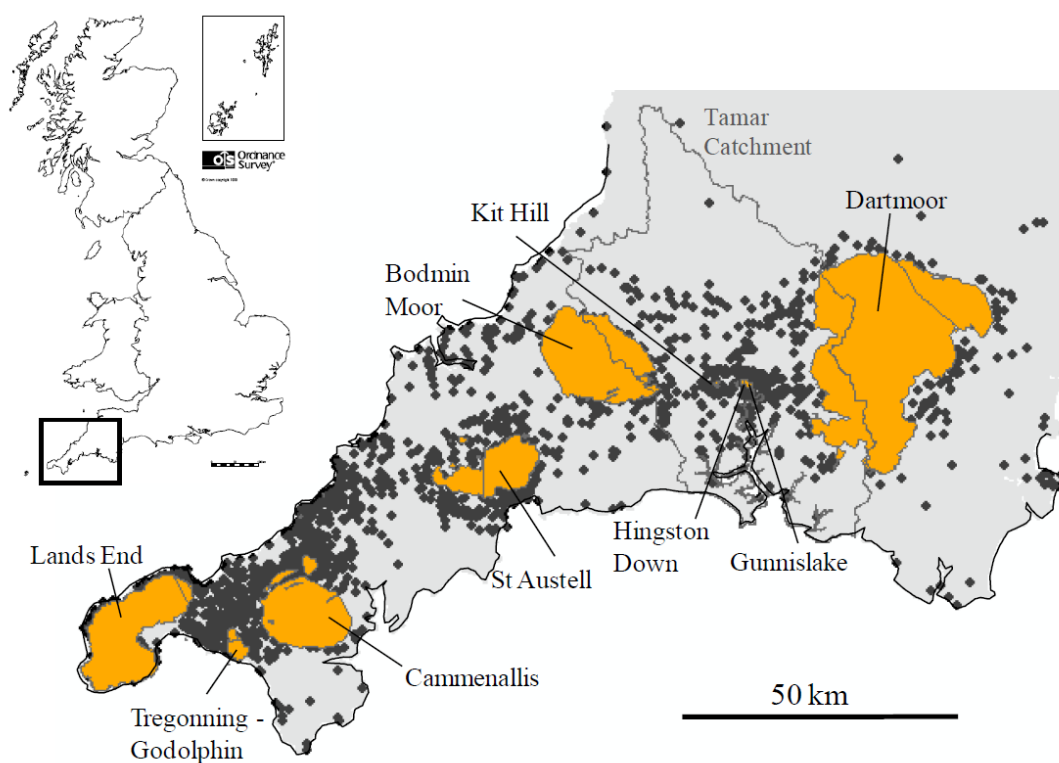 OS Ordnance
Survey®
Tamar
Catchment
Dartmoor
Kit Hill
Bodmin
Moor
Lands End
St Austell
Hingston
Down
Gunnislake
Cammenallis
50 km
Tregonning -
Godolphin